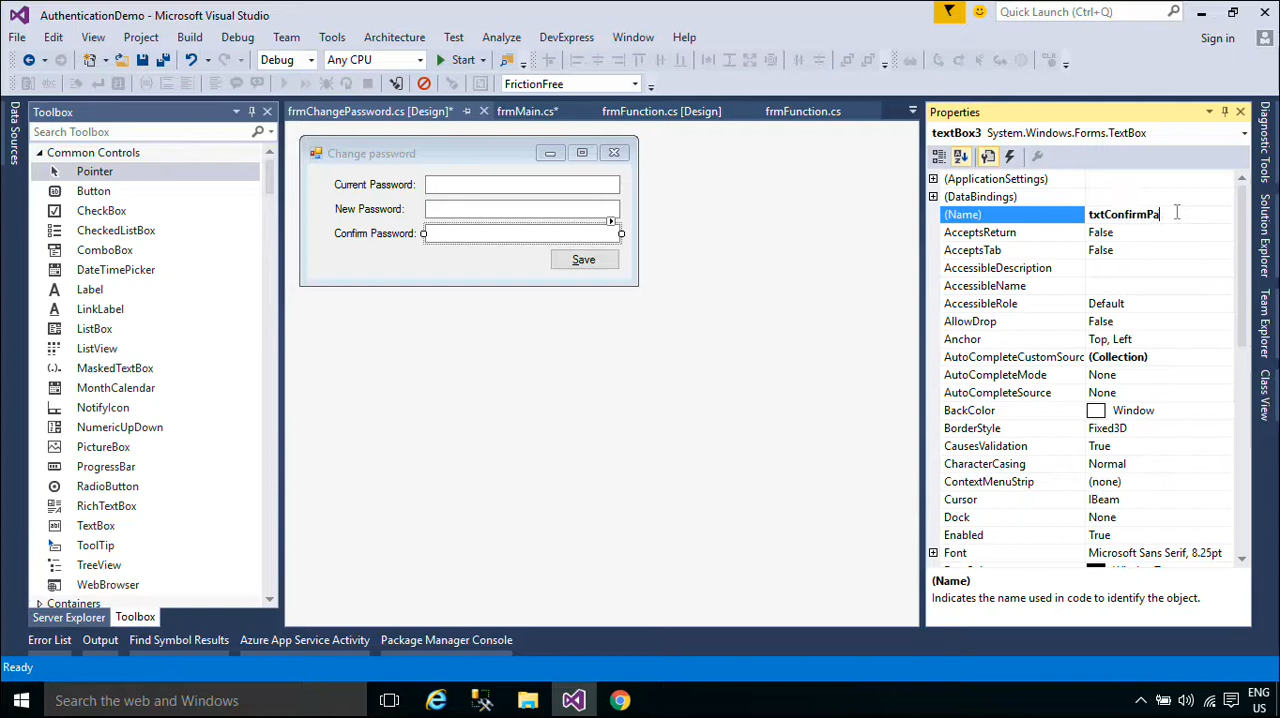 AuthenticationDemo - Microsoft Visual Studio
Quick Launch (Ctrl+Q)
File Edit View Project Build Debug Team Tools Architecture Test Analyze DevExpress Window Help
Sign in
Debug Any CPU Start
FrictionFree
Data Sources
Toolbox
Search Toolbox
Common Controls
Pointer
Button
CheckBox
CheckedListBox
ComboBox
DateTimePicker
Label
LinkLabel
ListBox
ListView
MaskedTextBox
MonthCalendar
NotifyIcon
NumericUpDown
PictureBox
ProgressBar
RadioButton
RichTextBox
TextBox
ToolTip
TreeView
WebBrowser
Containers
Server Explorer Toolbox
frmChangePassword.cs [Design]* frmMain.cs* frmFunction.cs [Design] frmFunction.cs
Change password
Current Password:
New Password:
Confirm Password:
Save
Properties
textBox3 System.Windows.Forms.TextBox
(ApplicationSettings)
(DataBindings)
(Name) txtConfirmPa
AcceptsReturn False
AcceptsTab False
AccessibleDescription
AccessibleName
AccessibleRole Default
AllowDrop False
Anchor Top, Left
AutoCompleteCustomSourc (Collection)
AutoCompleteMode None
AutoCompleteSource None
BackColor Window
BorderStyle Fixed3D
CausesValidation True
CharacterCasing Normal
ContextMenuStrip (none)
Cursor IBeam
Dock None
Enabled True
Font Microsoft Sans Serif, 8.25pt
(Name)
Indicates the name used in code to identify the object.
Diagnostic Tools
Solution Explorer
Team Explorer
Class View
Error List Output Find Symbol Results Azure App Service Activity Package Manager Console
Ready
Search the web and Windows
ENG
US